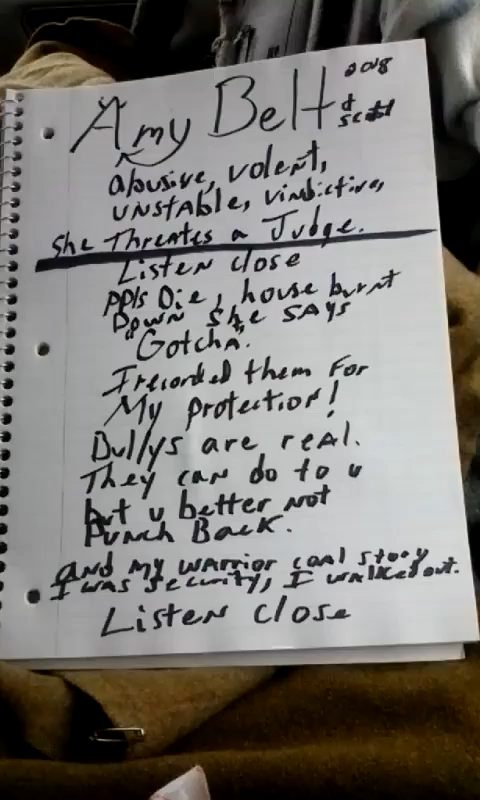 Amy Belt
& scott
abusive, volent,
UNSTABLE, vindictive,
She Threates a Judge.
Listen close
ppls Die, house burnt
Down she says
"Gotcha".
I recorded them For
My protection!
Bullys are real.
They can do to u
but u better not
Punch Back.
and my warrior coal story
I was security, I walked out.
Listen close